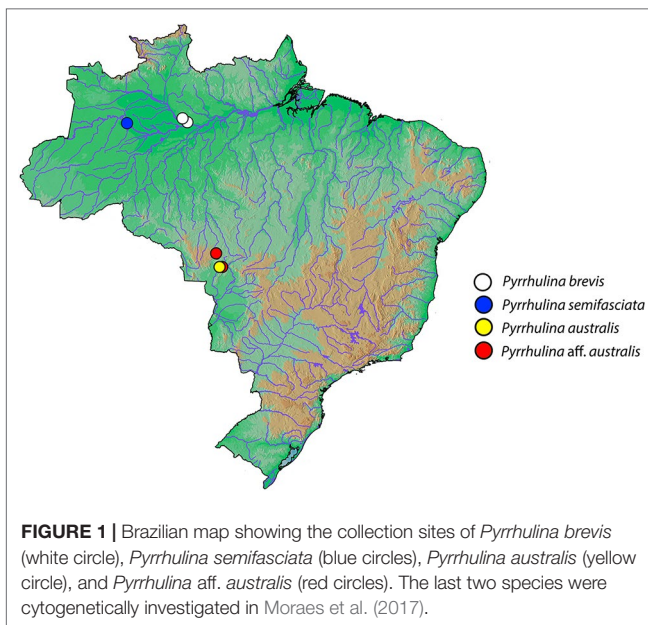 Pyrrhulina brevis
Pyrrhulina semifasciata
Pyrrhulina australis
Pyrrhulina aff. australis
FIGURE 1 | Brazilian map showing the collection sites of Pyrrhulina brevis
(white circle), Pyrrhulina semifasciata (blue circles), Pyrrhulina australis (yellow
circle), and Pyrrhulina aff. australis (red circles). The last two species were
cytogenetically investigated in Moraes et al. (2017).